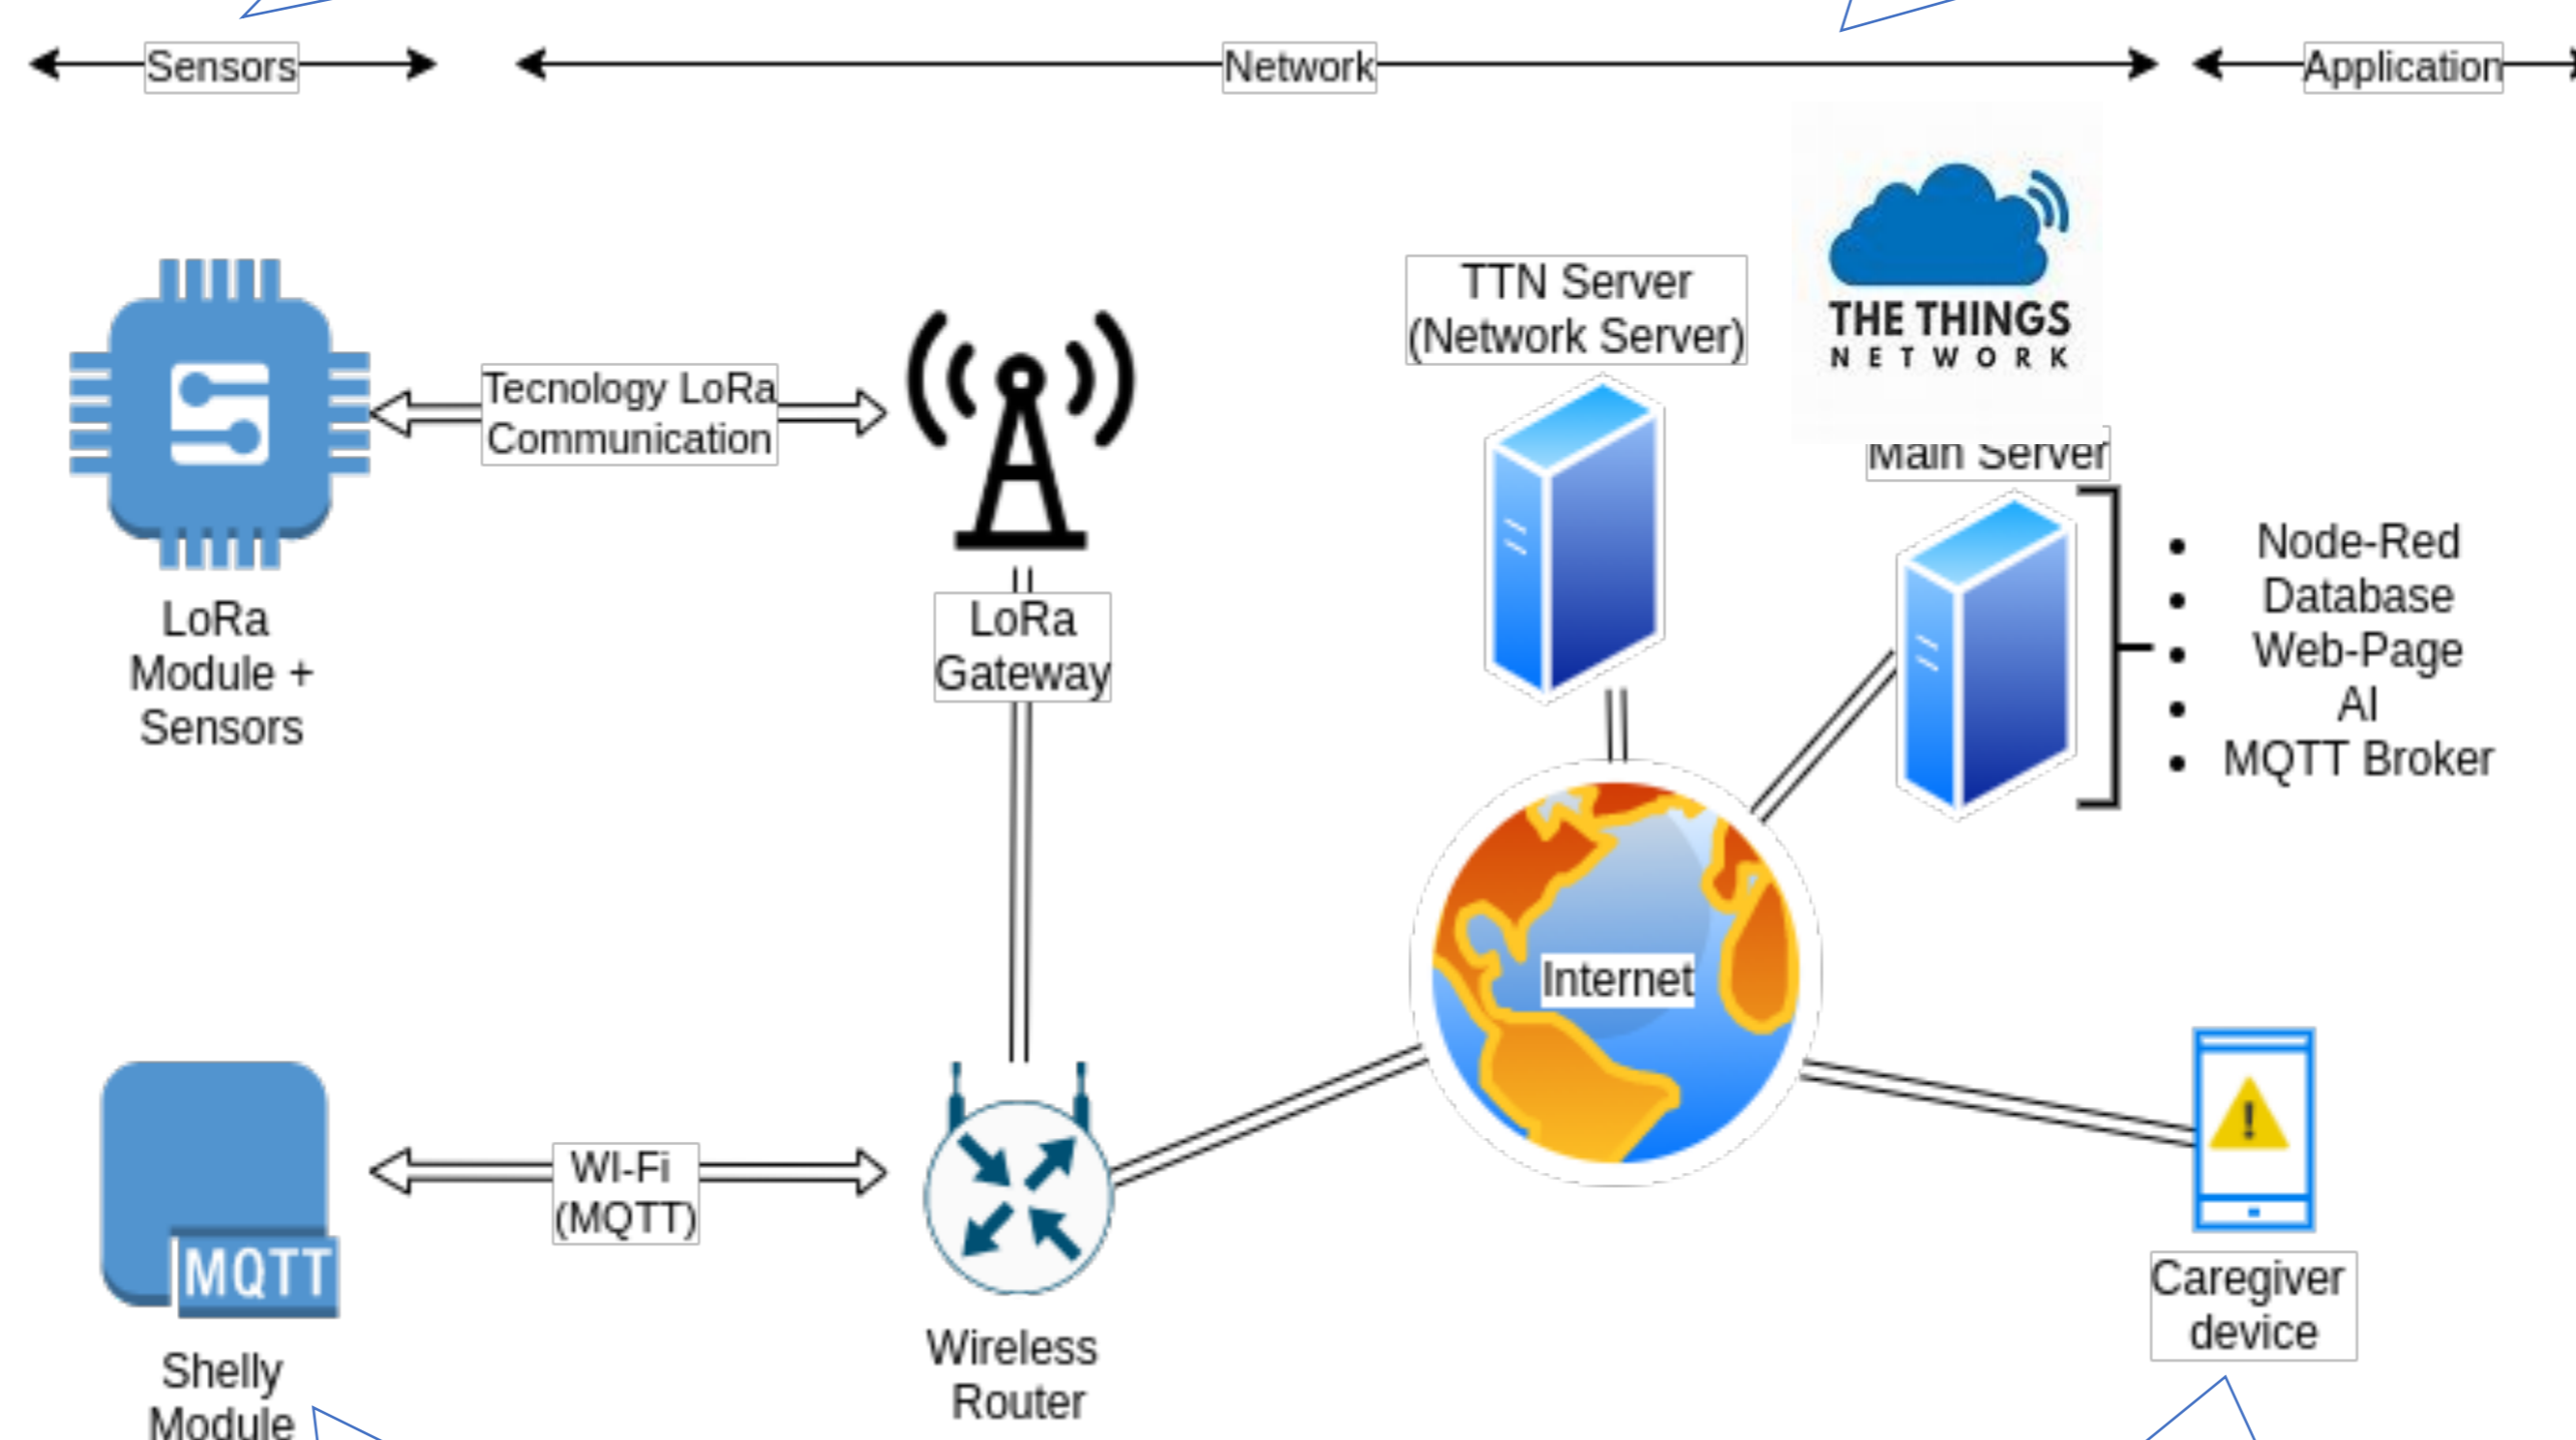 Sensors
Network
Application
THE THINGS
NETWORK
TTN Server
(Network Server)
Tecnology LoRa
Communication
Main Server
Node-Red
Database
Web-Page
AI
MQTT Broker
LoRa
Module +
Sensors
LoRa
Gateway
Internet
WI-Fi
(MQTT)
MQTT
Caregiver
device
Wireless
Router
Shelly
Module